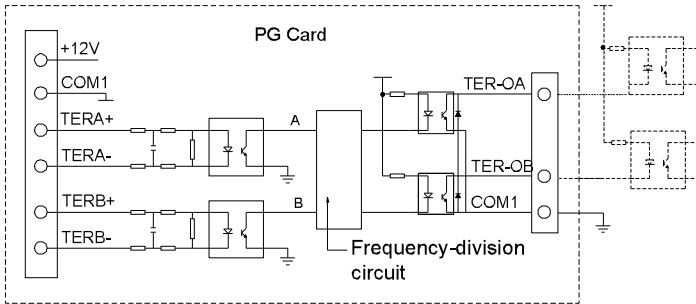 PG Card
+12V
COM1
TERA+
TERA-
TERB+
TERB-
A
B
TER-OA
TER-OB
COM1
Frequency-division
circuit